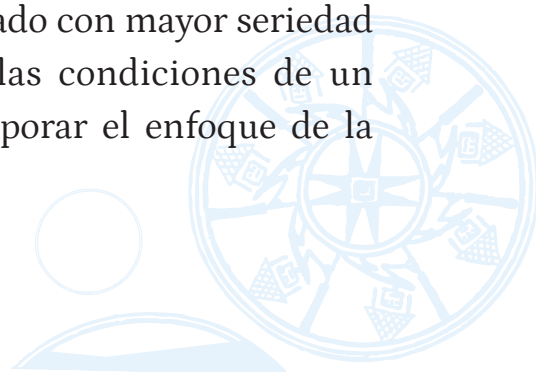 ado con mayor seriedad
las condiciones de un
porar el enfoque de la